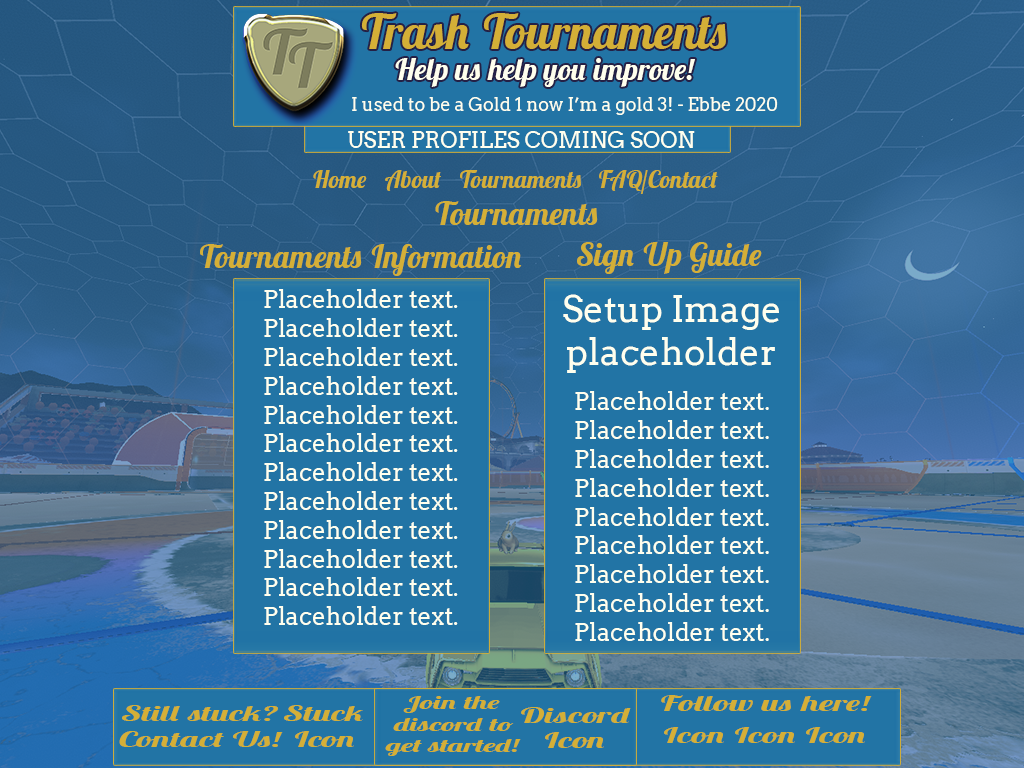 TT
Trash Tournaments
Help us help you improve!
I used to be a Gold 1 now I’m a gold 3! - Ebbe 2020
USER PROFILES COMING SOON
Home About Tournaments FAQ/Contact
Tournaments
Tournaments Information
Placeholder text.
Placeholder text.
Placeholder text.
Placeholder text.
Placeholder text.
Placeholder text.
Placeholder text.
Placeholder text.
Placeholder text.
Placeholder text.
Placeholder text.
Placeholder text.
Sign Up Guide
Setup Image
placeholder
Placeholder text.
Placeholder text.
Placeholder text.
Placeholder text.
Placeholder text.
Placeholder text.
Placeholder text.
Placeholder text.
Placeholder text.
Still stuck?
Contact Us!
Stuck
Icon
Join the
discord to
get started!
Discord
Icon
Follow us here!
Icon Icon Icon